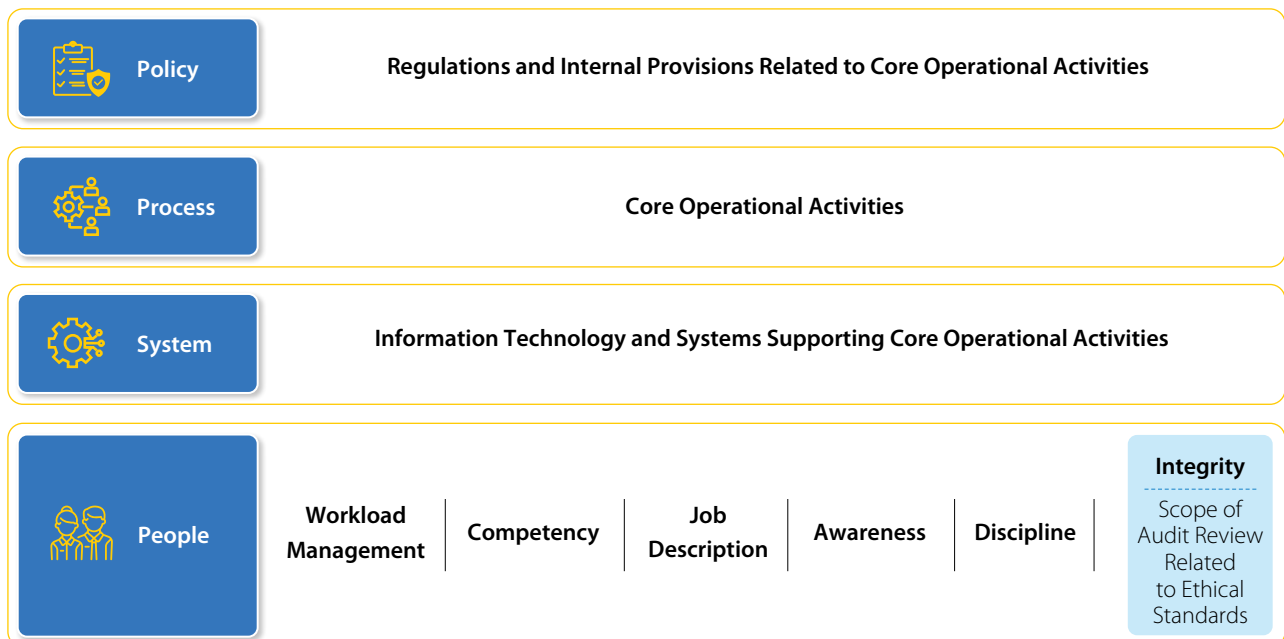 Policy
Regulations and Internal Provisions Related to Core Operational Activities
Process
Core Operational Activities
System
Information Technology and Systems Supporting Core Operational Activities
People
Workload
Management
Competency
Job
Description
Awareness
Discipline
Integrity
Scope of
Audit Review
Related
to Ethical
Standards